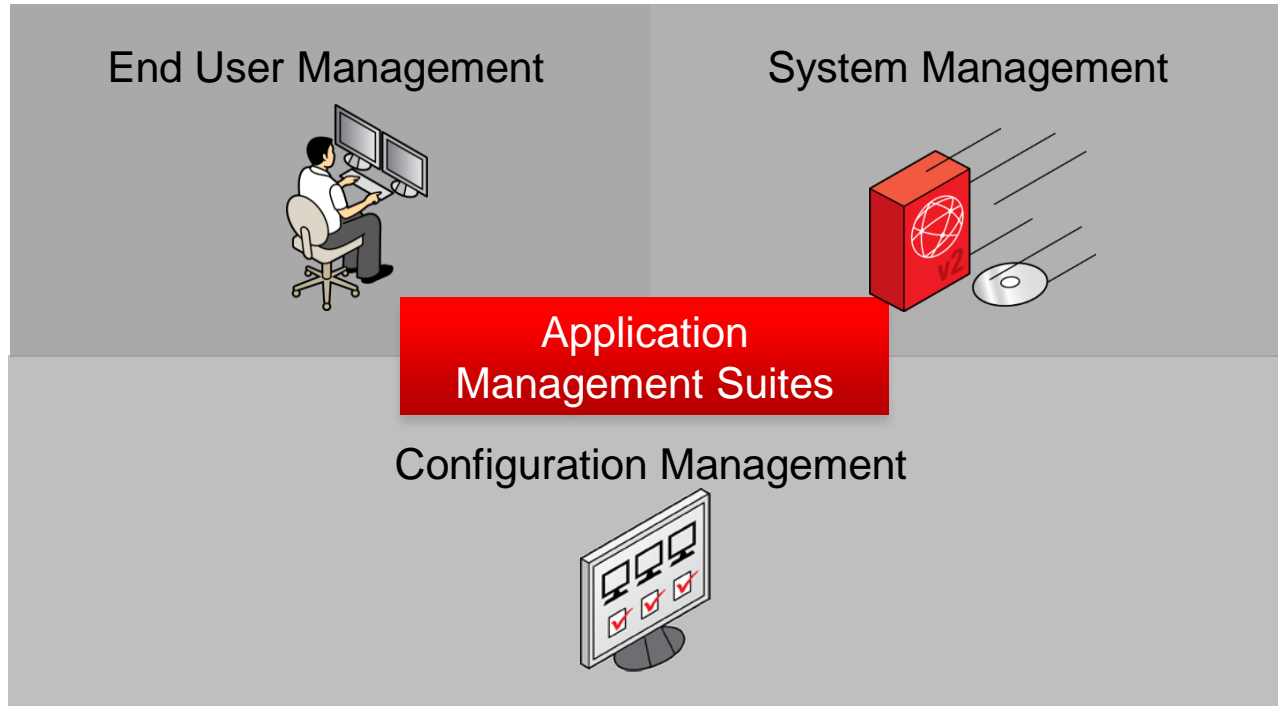 End User Management
System Management
v2
Application
Management Suites
Configuration Management